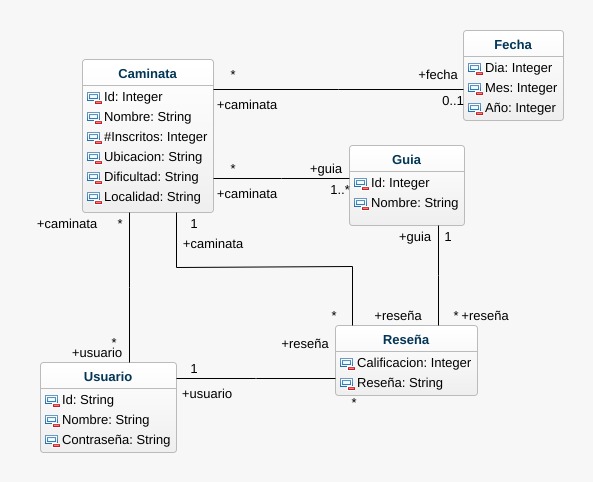 Fecha
Dia: Integer
Mes: Integer
Año: Integer
Caminata
Id: Integer
Nombre: String
#Inscritos: Integer
Ubicacion: String
Dificultad: String
Localidad: String
*
+fecha
+caminata
0..1
Guia
Id: Integer
Nombre: String
*
+guia
+caminata
1..*
+caminata
*
1
+caminata
+guia
1
*
+reseña
* +reseña
+reseña
*
+usuario
Reseña
Calificacion: Integer
Reseña: String
1
+usuario
*
Usuario
Id: String
Nombre: String
Contraseña: String